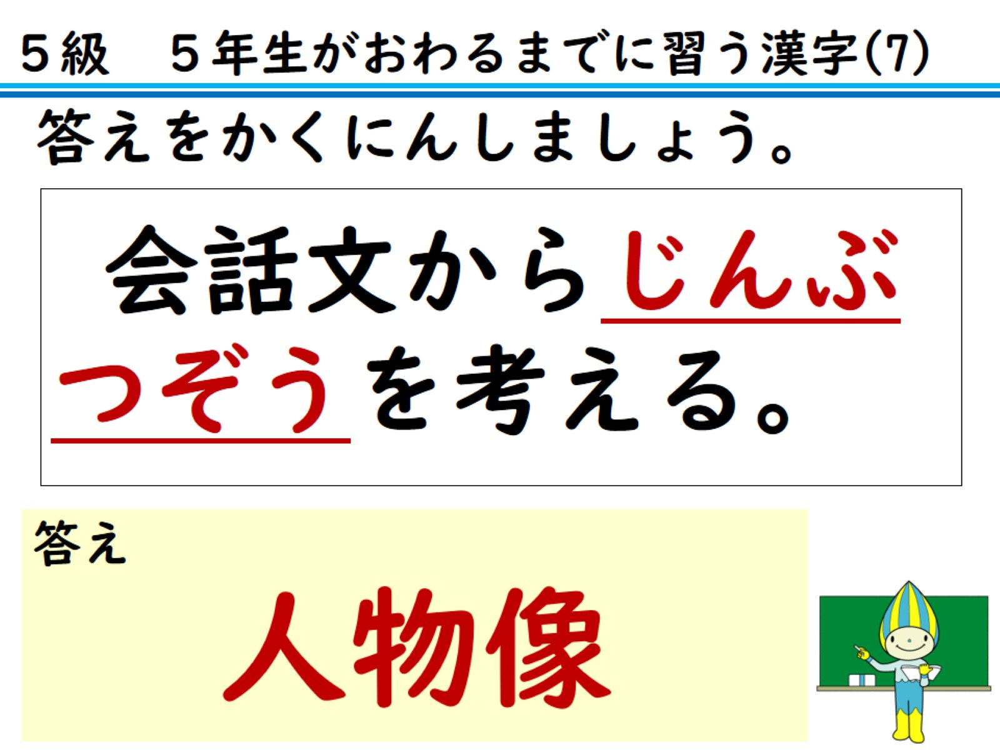 ５級　５年生がおわるまでに習う漢字(7)
答えをかくにんしましょう。
会話文からじんぶ
つぞうを考える。
答え
人物像